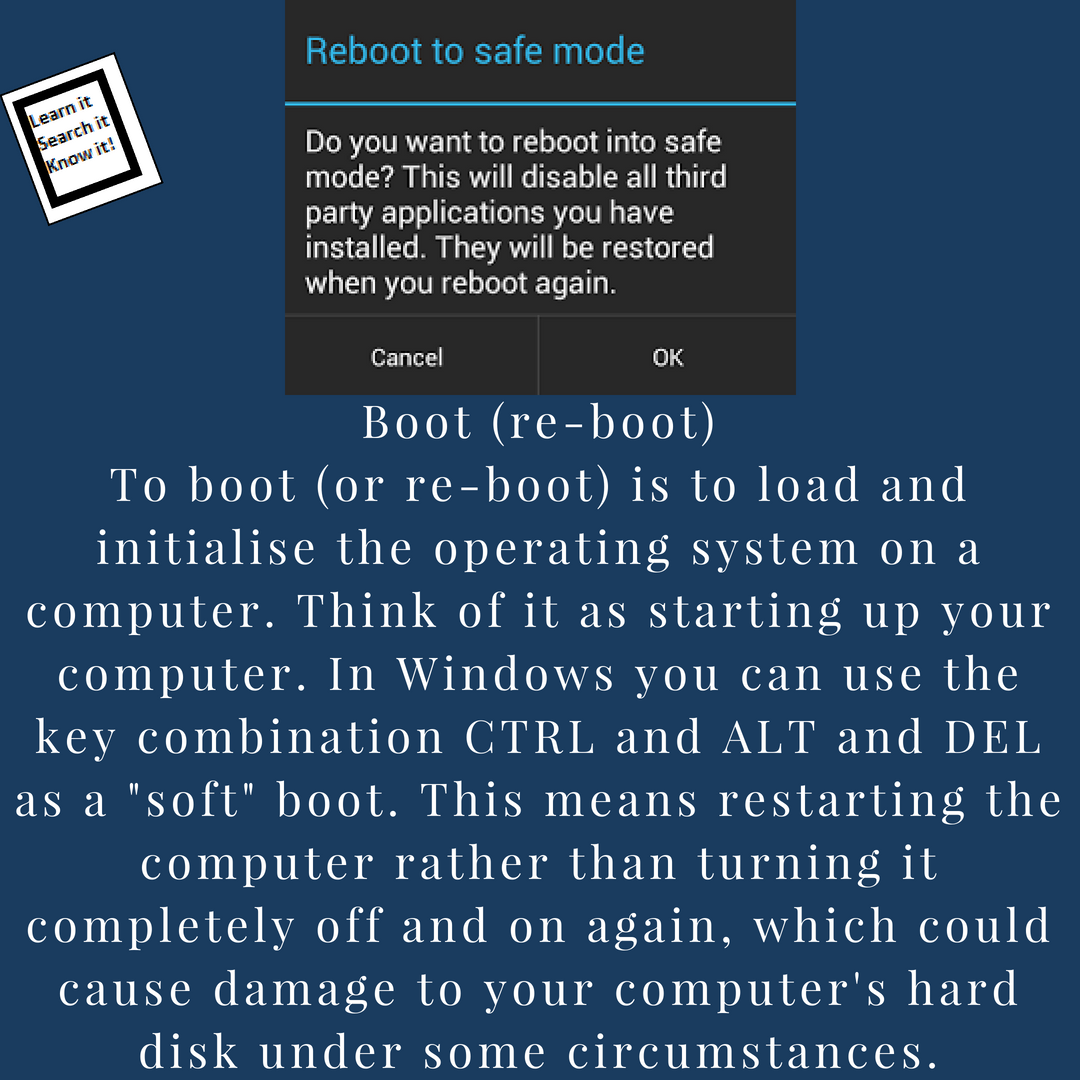 Learn it
Search it
Know it!
Reboot to safe mode
Do you want to reboot into safe
mode? This will disable all third
party applications you have
installed. They will be restored
when you reboot again.
Cancel
OK
Boot (re-boot)
To boot (or re-boot) is to load and
initialise the operating system on a
computer. Think of it as starting up your
computer. In Windows you can use the
key combination CTRL and ALT and DEL
as a "soft" boot. This means restarting the
computer rather than turning it
completely off and on again, which could
cause damage to your computer's hard
disk under some circumstances.